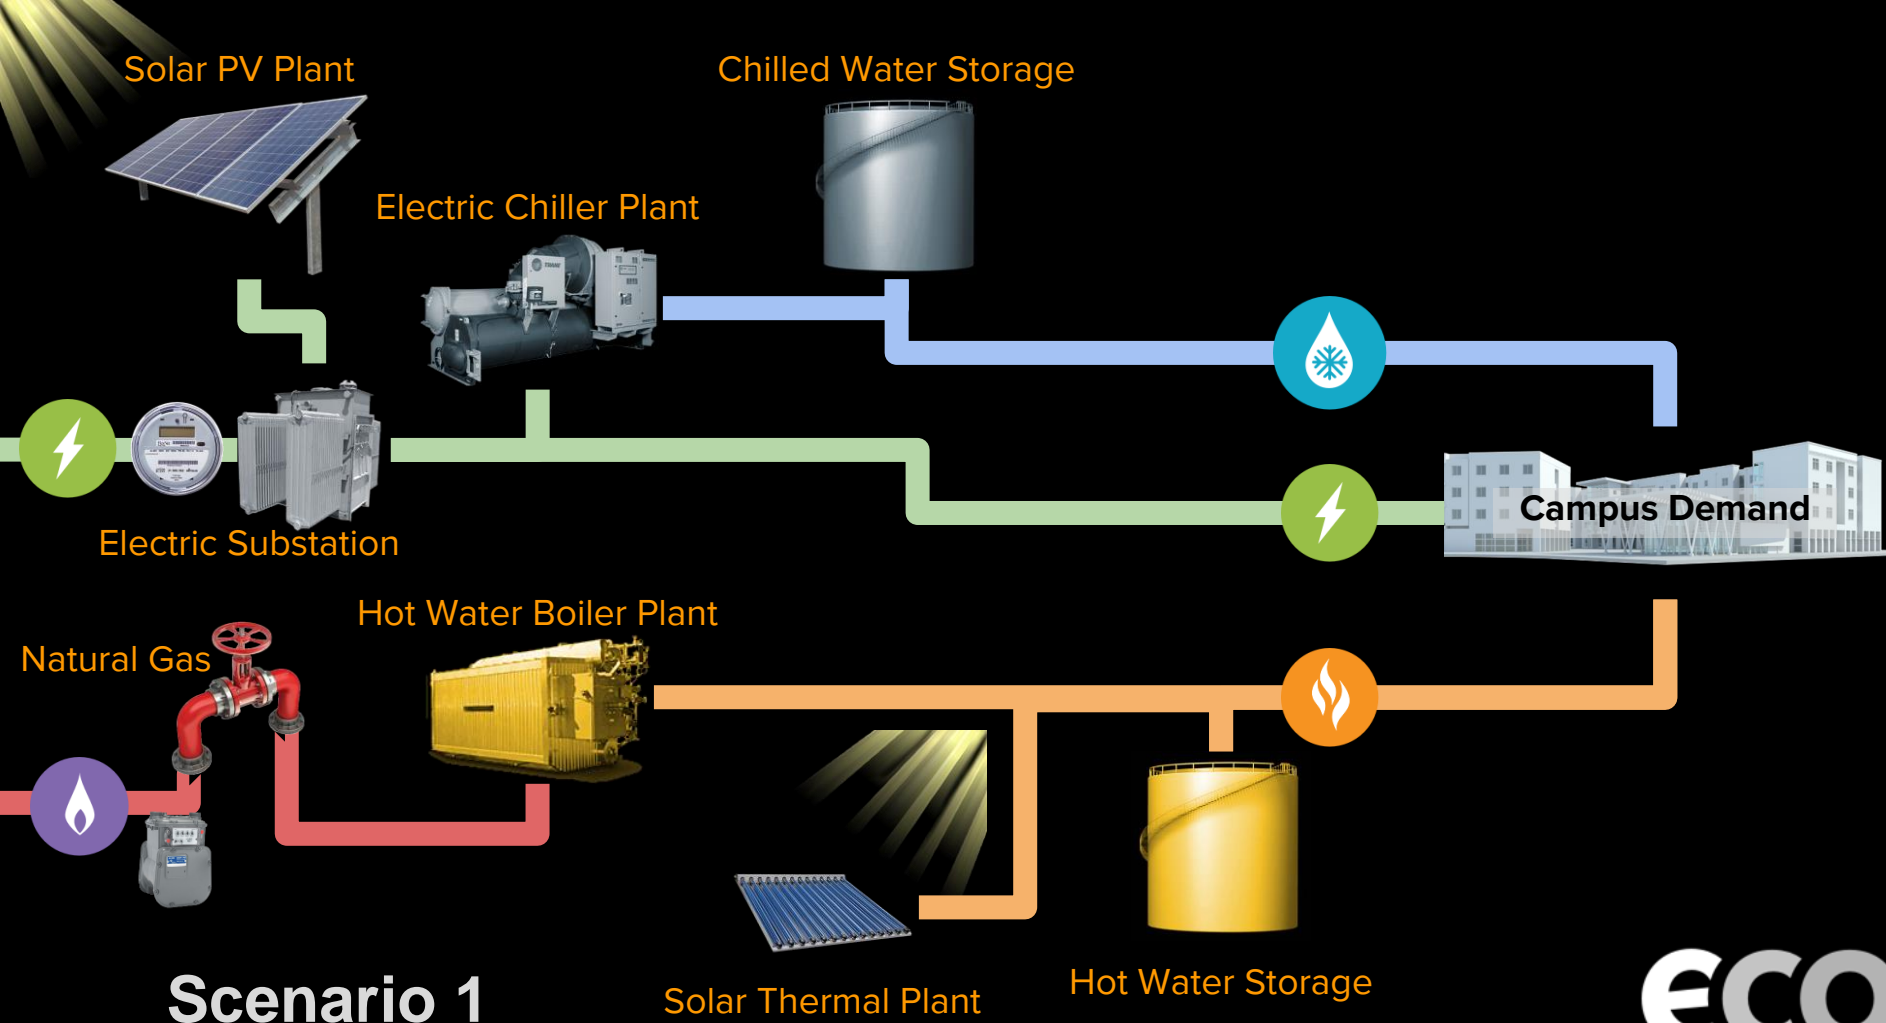 Solar PV Plant
Chilled Water Storage
Electric Chiller Plant
TRANE
Electric Substation
Campus Demand
Hot Water Boiler Plant
Natural Gas
Solar Thermal Plant
Hot Water Storage
Scenario 1
eco